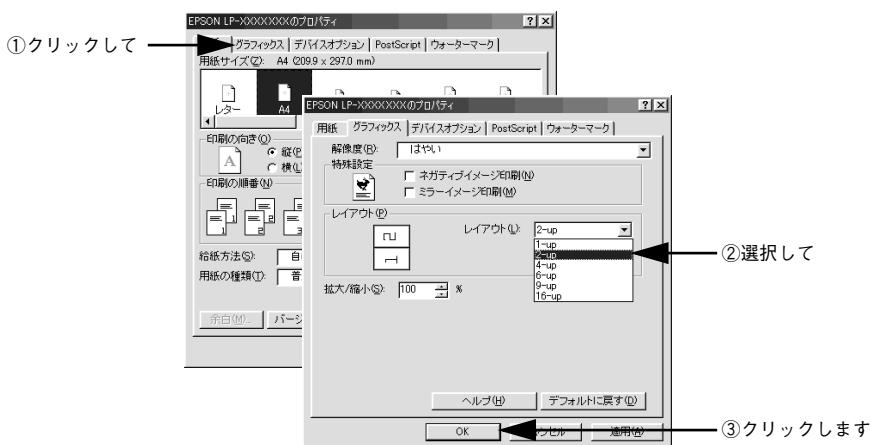 EPSON LP-XXXXXXXのプロパティ
①クリックして
グラフィックス デバイスオプション PostScript ウォーターマーク
用紙サイズ(Z): A4 (209.9 x 297.0 mm)
レター A4
印刷の向き(O)
縦(P
横(L
印刷の順番(N)
給紙方法(S): 自
用紙の種類(T): 普
余白(M)... バージ
EPSON LP-XXXXXXXのプロパティ
用紙 グラフィックス デバイスオプション PostScript ウォーターマーク
解像度(R): はやい
特殊設定
ネガティブイメージ印刷(N)
ミラーイメージ印刷(M)
レイアウト(P)
レイアウト(L): 2-up
1-up
2-up
4-up
6-up
9-up
16-up
②選択して
拡大/縮小(S): 100 %
ヘルプ(H) デフォルトに戻す(D)
OK キャンセル 適用(A)
③クリックします